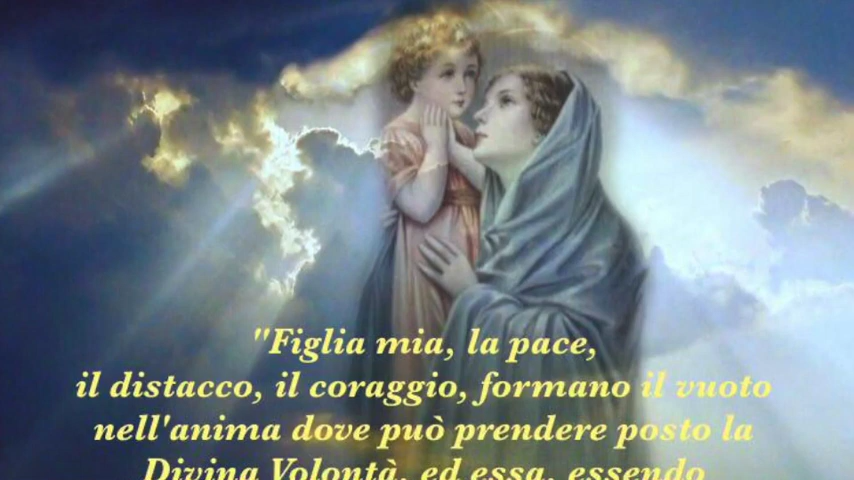 "Figlia mia, la pace,
il distacco, il coraggio, formano il vuoto
nell'anima dove può prendere posto la
Divina Volontà, ed essa, essendo